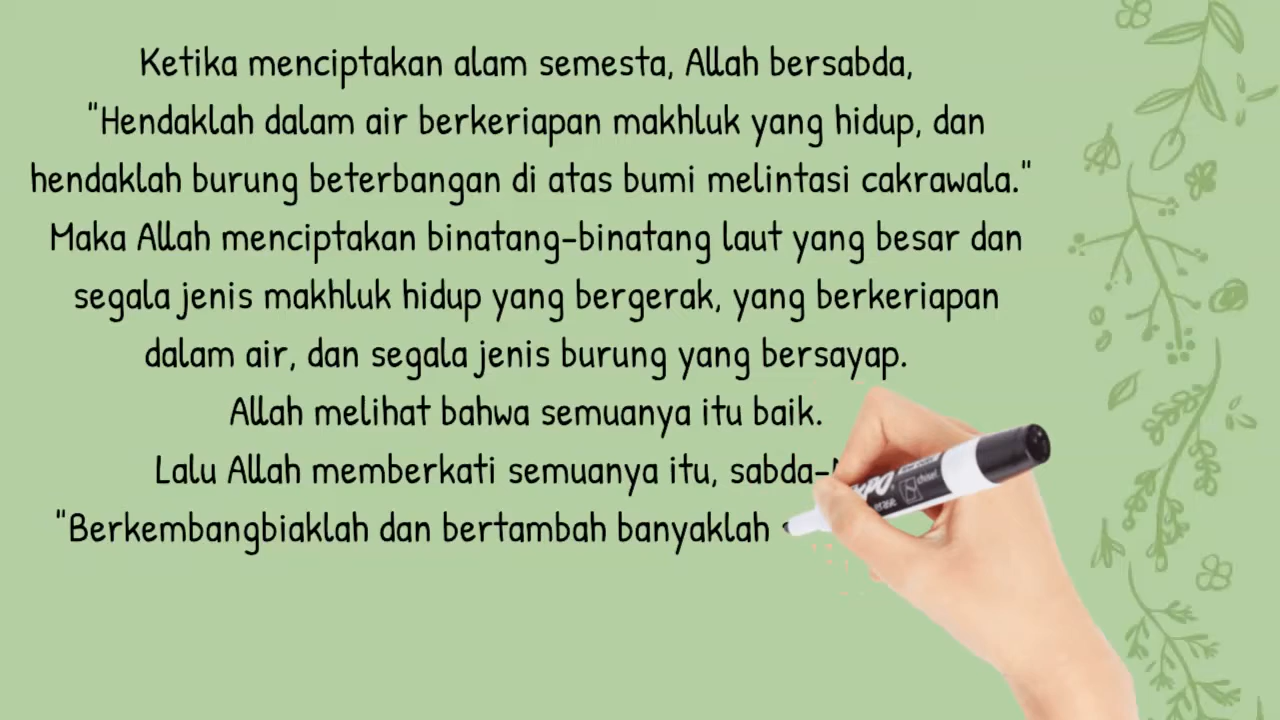 Ketika menciptakan alam semesta, Allah bersabda,
"Hendaklah dalam air berkeriapan makhluk yang hidup, dan
hendaklah burung beterbangan di atas bumi melintasi cakrawala."
Maka Allah menciptakan binatang-binatang laut yang besar dan
segala jenis makhluk hidup yang bergerak, yang berkeriapan
dalam air, dan segala jenis burung yang bersayap.
Allah melihat bahwa semuanya itu baik.
Lalu Allah memberkati semuanya itu, sabda-
"Berkembangbiaklah dan bertambah banyaklah